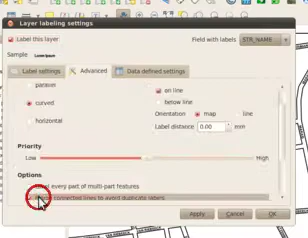 Layer labeling settings
Label this layer
Field with labels STR_NAME
Sample Lorem Ipsum
Label settings Advanced Data defined settings
on line
curved
below line
Orientation map line
horizontal
Label distance 0.00 mm
Priority
Low High
Options
every part of multi-part features
connected lines to avoid duplicate
Apply Cancel OK